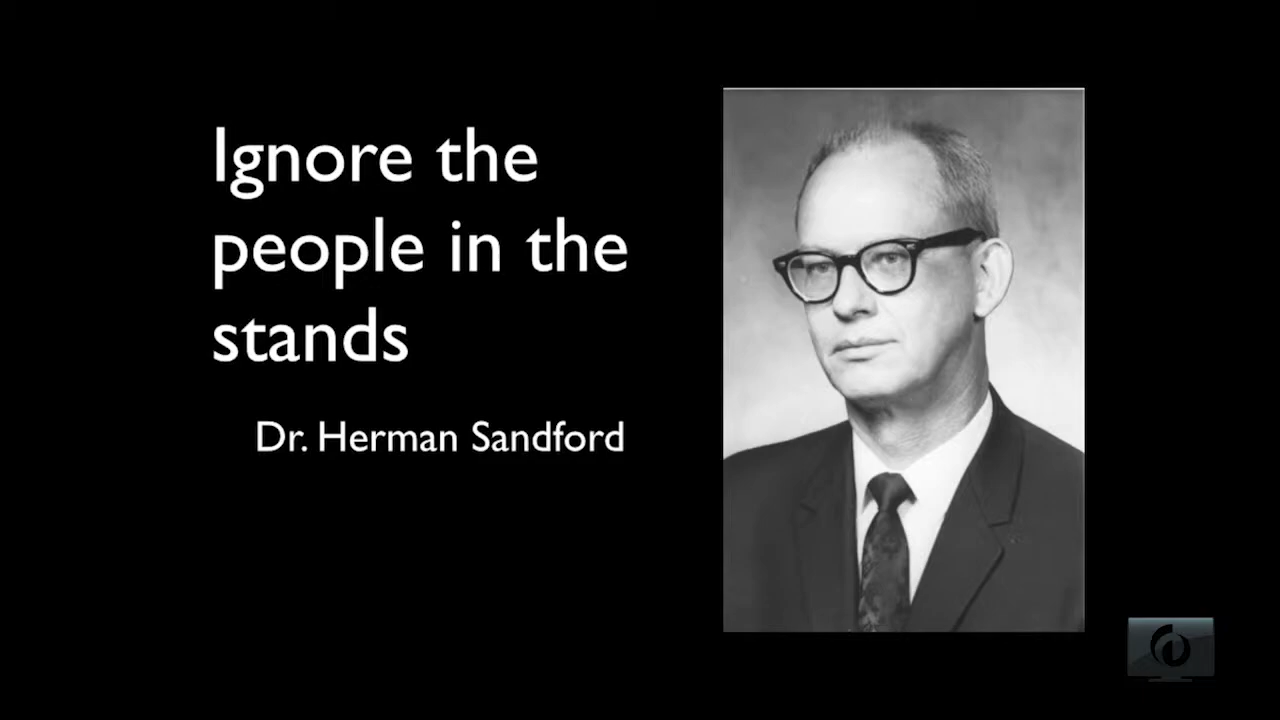 Ignore the
people in the
stands
Dr. Herman Sandford